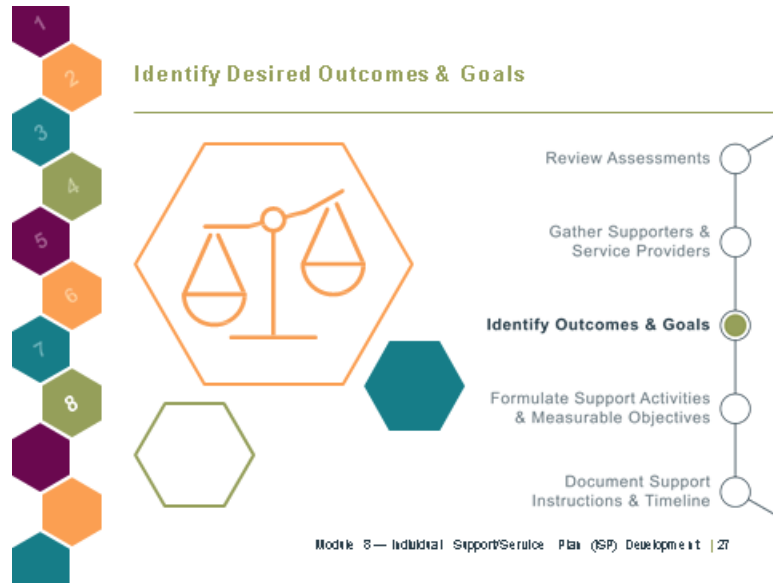 1
2
3
4
5
6
7
8
Identify Desired Outcomes & Goals
Review Assessments
Gather Supporters &
Service Providers
Identify Outcomes & Goals
Formulate Support Activities
& Measurable Objectives
Document Support
Instructions & Timeline
Module 8 — Individual Support/Service Plan (ISP) Development | 27